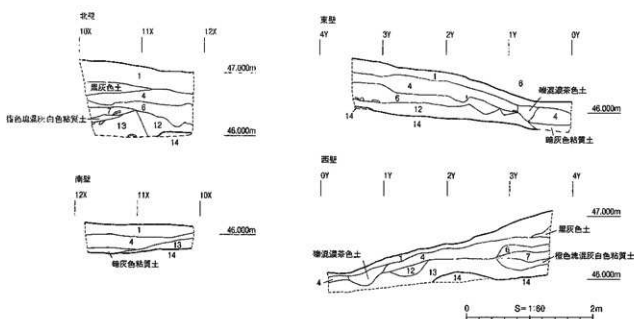 北壁
10X 11X 12X
47.000m
1
黒灰色土
4
7 6
橙色塊混灰白色粘質土
13 12
46.000m
14
東壁
4Y 3Y 2Y 1Y 0Y
1
6
4
礫混濃茶色土
46.000m
6
12
4
14
14
暗灰色粘質土
南壁
12X 11X 10X
1
46.000m
4
13
14
暗灰色粘質土
西壁
0Y 1Y 2Y 3Y 4Y
47.000m
黒灰色土
礫混濃茶色土
1 4
6
7
橙色塊混灰白色粘質土
12
13
4
14
14
46.000m
0 S=1:60 2m